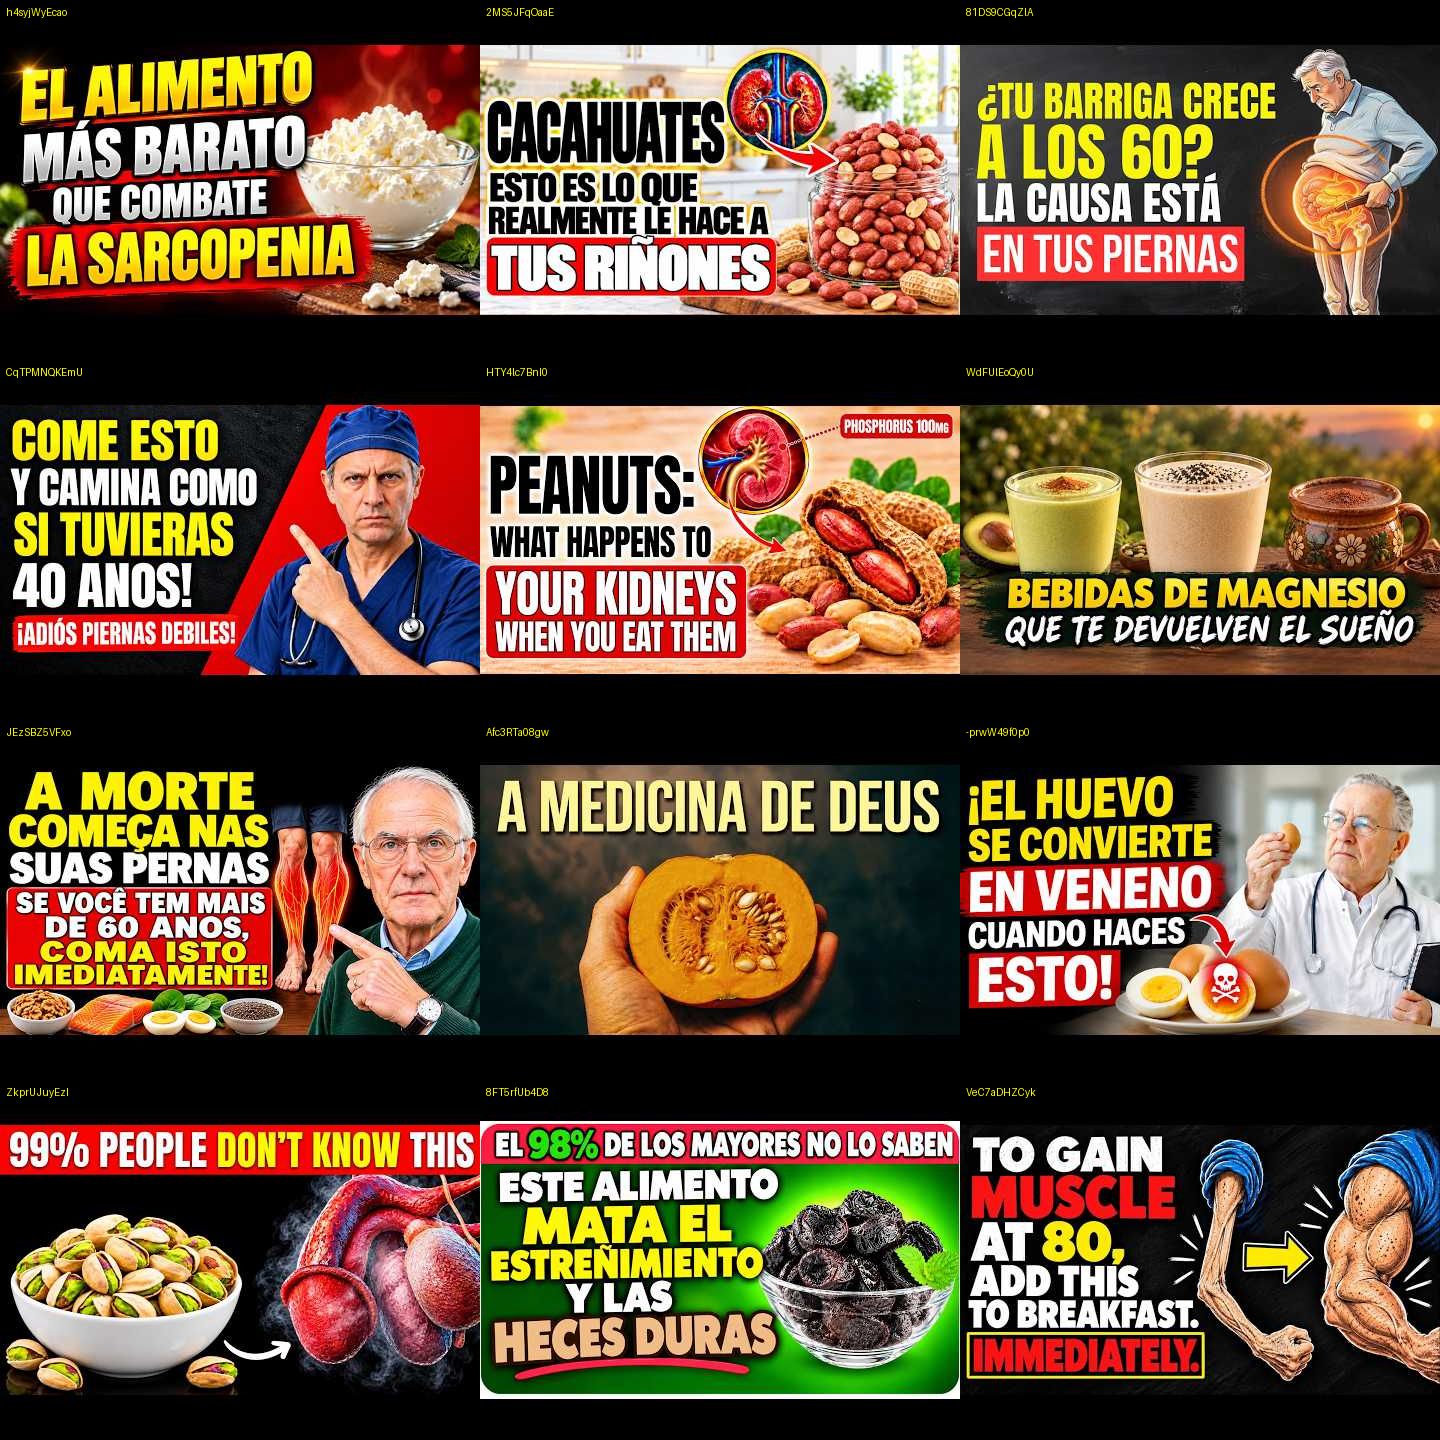 h4syjWyEcao
EL ALIMENTO
MÁS BARATO
QUE COMBATE
LA SARCOPENIA
2MS5JFqOaaE
CACAHUATES
ESTO ES LO QUE
REALMENTE LE HACE A
TUS RIÑONES
81DS9CGqZIA
¿TU BARRIGA CRECE
A LOS 60?
LA CAUSA ESTÁ
EN TUS PIERNAS
CqTPMNQKEmU
COME ESTO
Y CAMINA COMO
SI TUVIERAS
40 ANOS!
¡ADIÓS PIERNAS DEBILES!
HTY4lc7BnI0
PHOSPHORUS 100MG
PEANUTS:
WHAT HAPPENS TO
YOUR KIDNEYS
WHEN YOU EAT THEM
WdFUlEoQy0U
BEBIDAS DE MAGNESIO
QUE TE DEVUELVEN EL SUEÑO
JEzSBZ5VFxo
A MORTE
COMEÇA NAS
SUAS PERNAS
SE VOCÊ TEM MAIS
DE 60 ANOS,
COMA ISTO
IMEDIATAMENTE!
Afc3RTa08gw
A MEDICINA DE DEUS
-prwW49f0p0
¡EL HUEVO
SE CONVIERTE
EN VENENO
CUANDO HACES
ESTO!
ZkprUJuyEzI
99% PEOPLE DON'T KNOW THIS
8FT5rfUb4D8
EL 98% DE LOS MAYORES NO LO SABEN
ESTE ALIMENTO
MATA EL
ESTREÑIMIENTO
Y LAS
HECES DURAS
VeC7aDHZCyk
TO GAIN
MUSCLE
AT 80,
ADD THIS
TO BREAKFAST.
IMMEDIATELY.